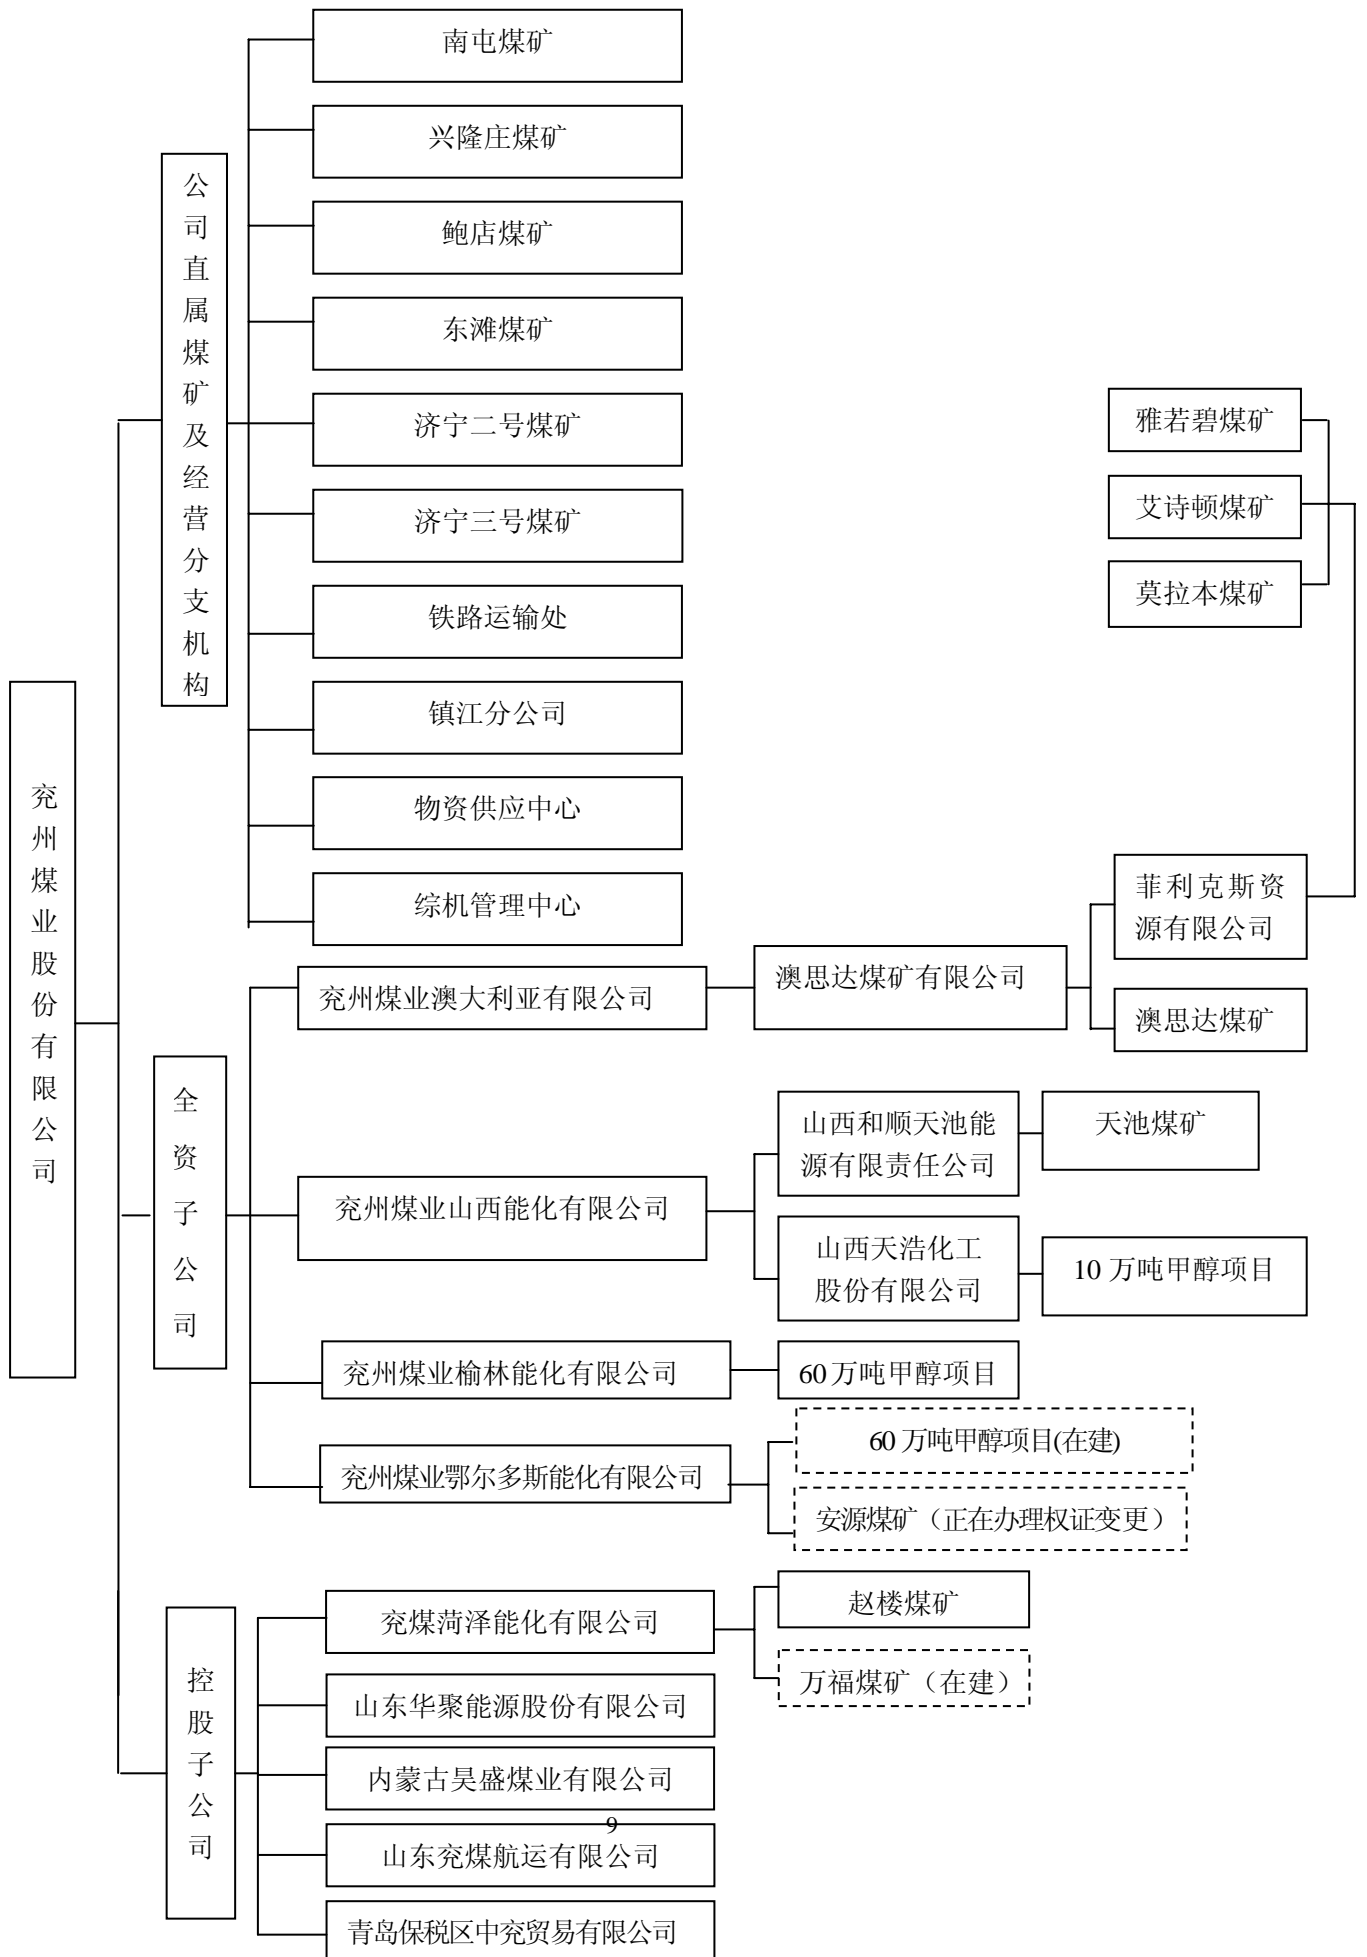 兖州煤业股份有限公司
公司直属煤矿及经营分支机构
南屯煤矿
兴隆庄煤矿
鲍店煤矿
东滩煤矿
济宁二号煤矿
济宁三号煤矿
铁路运输处
镇江分公司
物资供应中心
综机管理中心
全资子公司
兖州煤业澳大利亚有限公司
澳思达煤矿有限公司
菲利克斯资
源有限公司
雅若碧煤矿
艾诗顿煤矿
莫拉本煤矿
澳思达煤矿
兖州煤业山西能化有限公司
山西和顺天池能
源有限责任公司
天池煤矿
山西天浩化工
股份有限公司
10 万吨甲醇项目
兖州煤业榆林能化有限公司
60 万吨甲醇项目
兖州煤业鄂尔多斯能化有限公司
60 万吨甲醇项目(在建)
安源煤矿（正在办理权证变更）
控股子公司
兖煤菏泽能化有限公司
赵楼煤矿
万福煤矿（在建）
山东华聚能源股份有限公司
内蒙古昊盛煤业有限公司
9
山东兖煤航运有限公司
青岛保税区中兖贸易有限公司